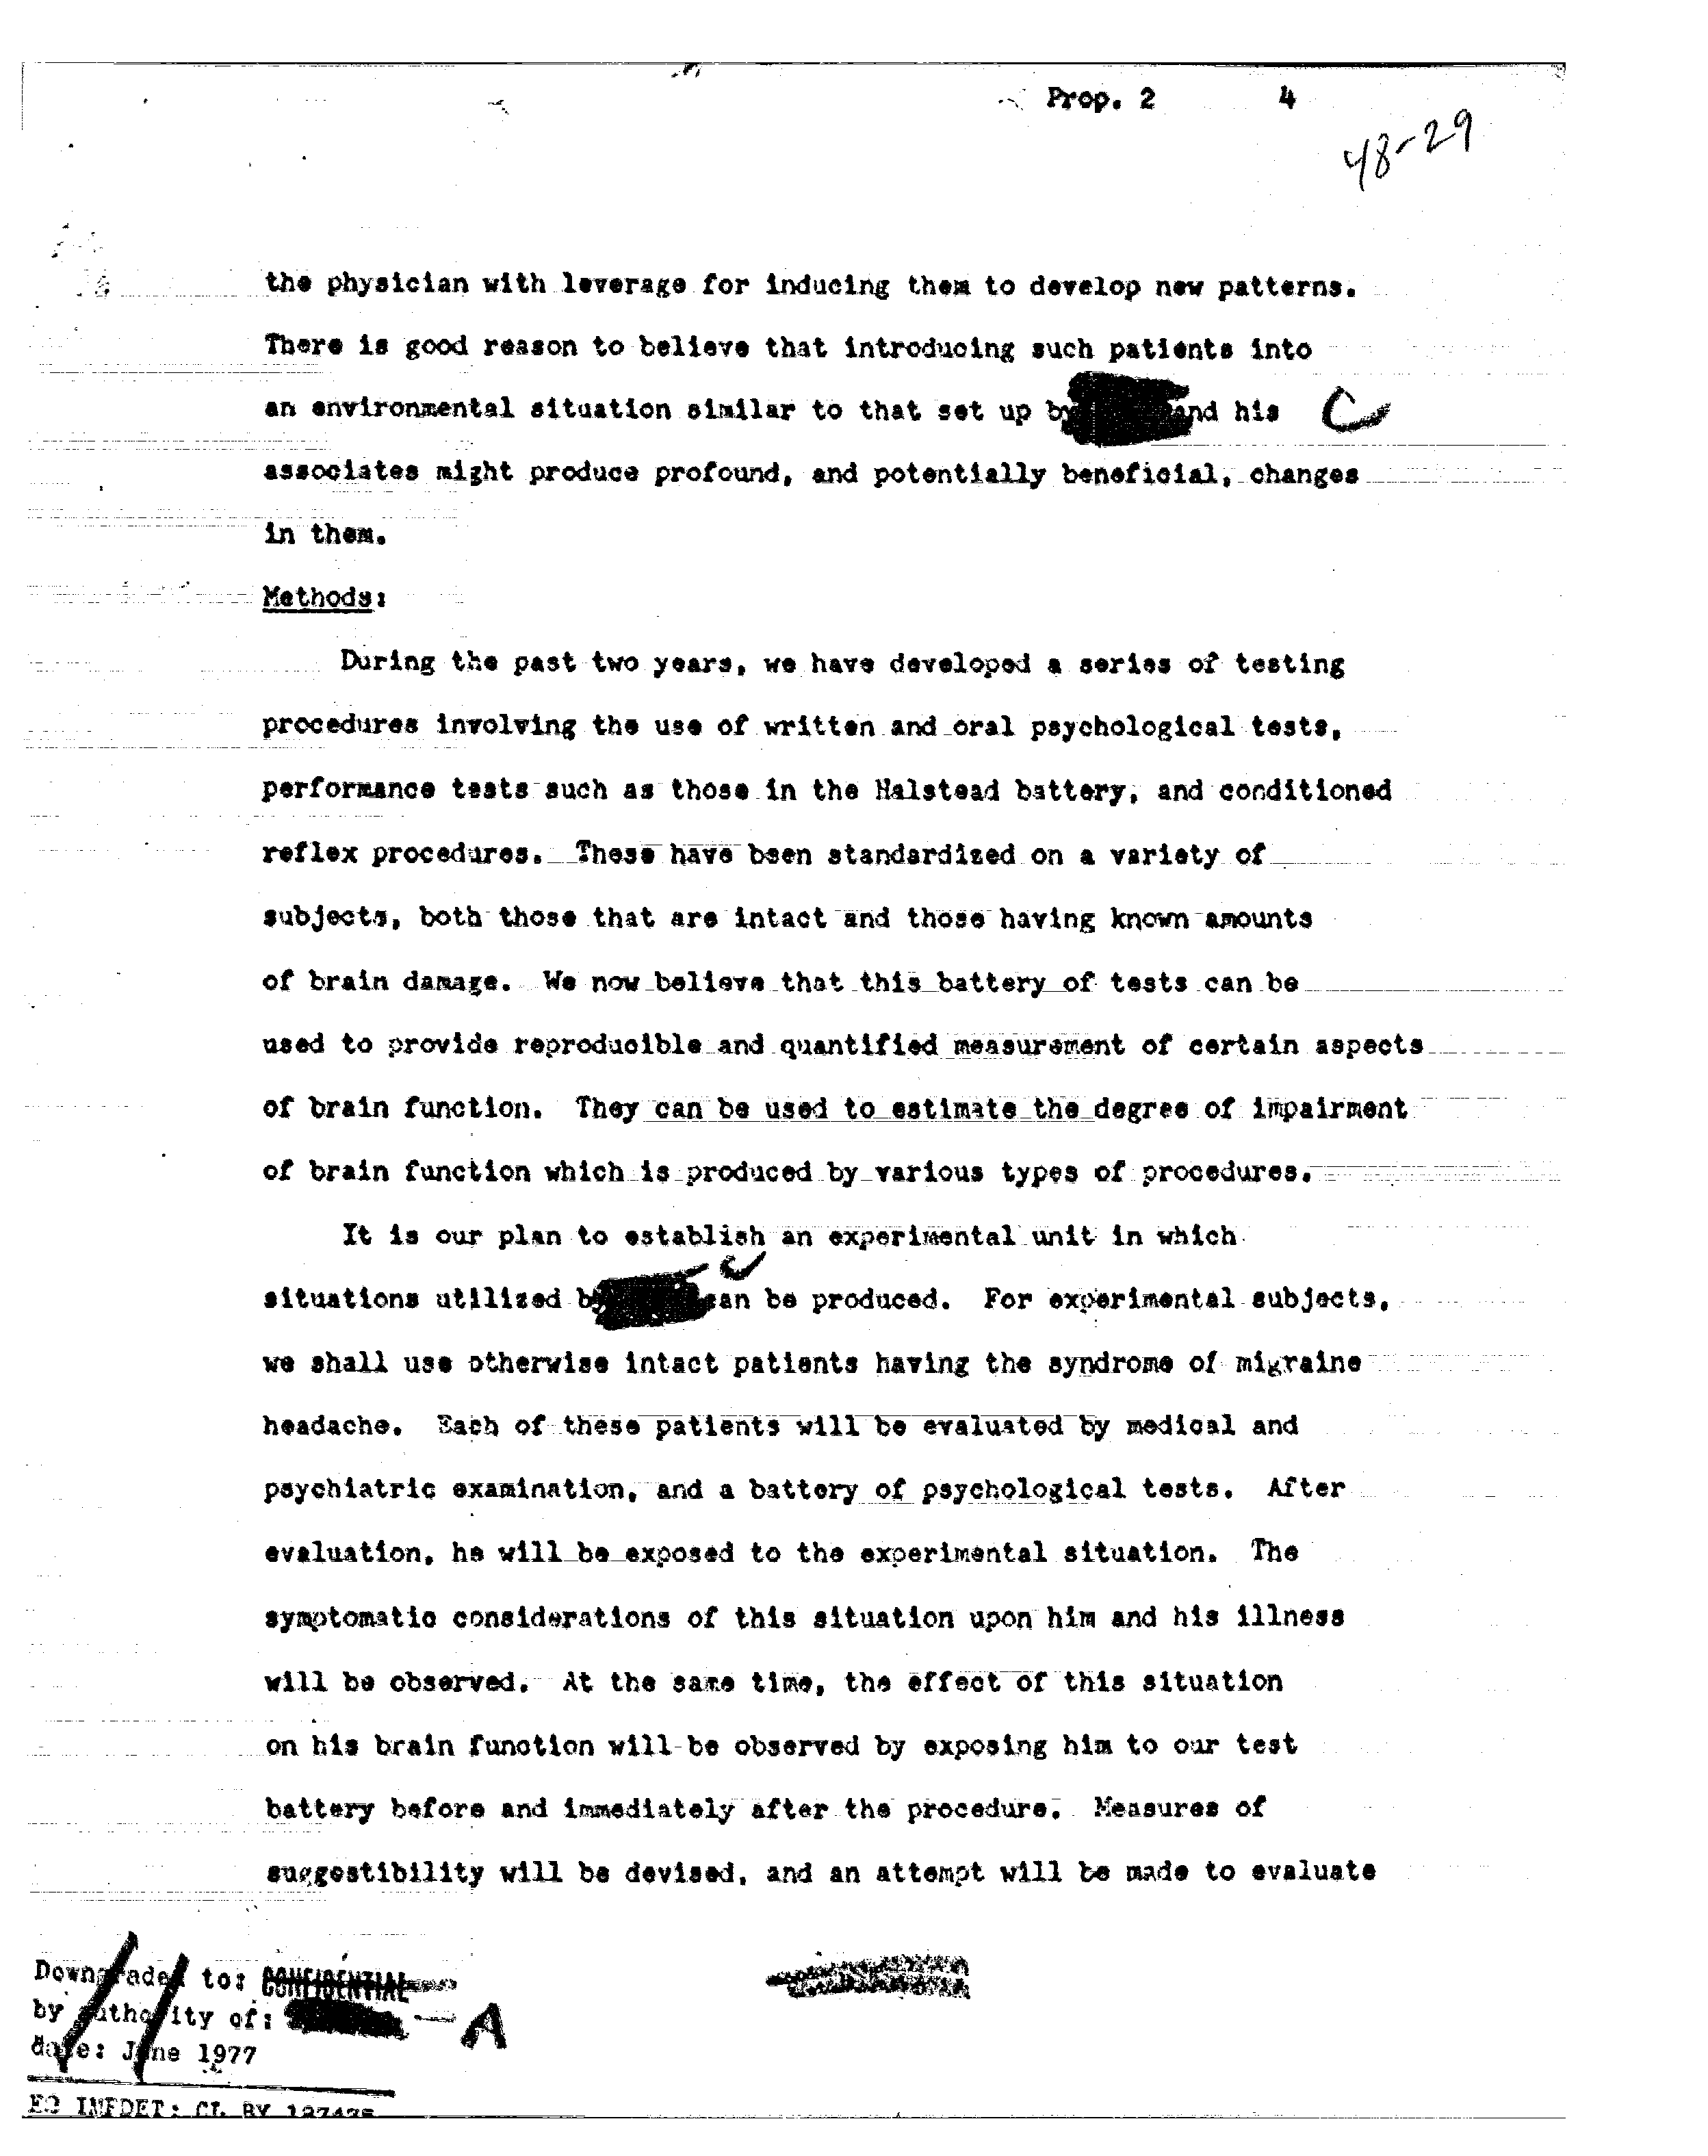 Prop. 2 4
48-29
the physician with leverage for inducing them to develop new patterns.
There is good reason to believe that introducing such patients into
an environmental situation similar to that set up by and his C
associates might produce profound, and potentially beneficial, changes
in them.
Methods:
During the past two years, we have developed a series of testing
procedures involving the use of written and oral psychological tests,
performance tests such as those in the Halstead battery, and conditioned
reflex procedures. These have been standardized on a variety of
subjects, both those that are intact and those having known amounts
of brain damage. We now believe that this battery of tests can be
used to provide reproducible and quantified measurement of certain aspects
of brain function. They can be used to estimate the degree of impairment
of brain function which is produced by various types of procedures.
It is our plan to establish an experimental unit in which
C
situations utilized by can be produced. For experimental subjects,
we shall use otherwise intact patients having the syndrome of migraine
headache. Each of these patients will be evaluated by medical and
psychiatric examination, and a battery of psychological tests. After
evaluation, he will be exposed to the experimental situation. The
symptomatic considerations of this situation upon him and his illness
will be observed. At the same time, the effect of this situation
on his brain function will be observed by exposing him to our test
battery before and immediately after the procedure. Measures of
suggestibility will be devised, and an attempt will be made to evaluate
Downgraded to: CONFIDENTIAL
by authority of: A
date: June 1977
E2 IMPDET: CL BY 187475